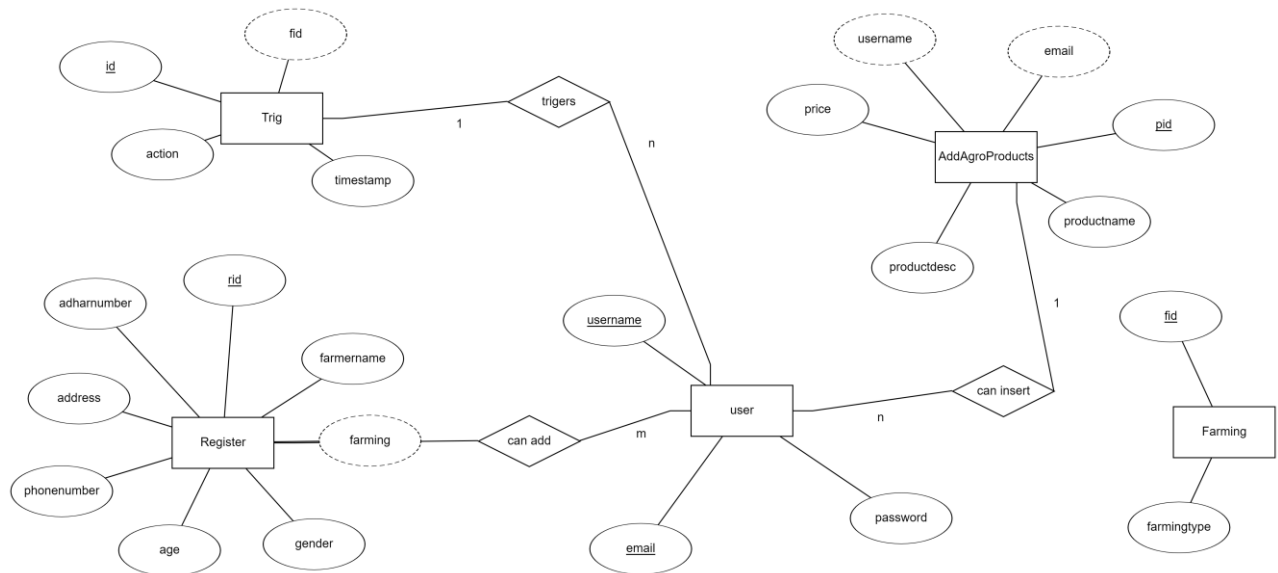 fid
username
email
id
Trig
trigers
price
1
pid
n
AddAgroProducts
action
timestamp
productname
productdesc
rid
adharnumber
username
1
fid
farmername
address
user
can insert
Register
farming
can add
m
n
Farming
phonenumber
password
farmingtype
age
gender
email